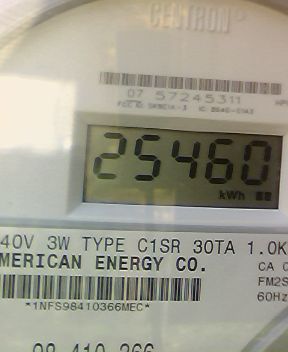 CENTRON
07 57245311
25460
kWh
40V 3W TYPE C1SR 30TA 1.0K
MERICAN ENERGY CO.
CA 0
FM2S
60Hz
*1NFS98410366MEC*
98 410 366